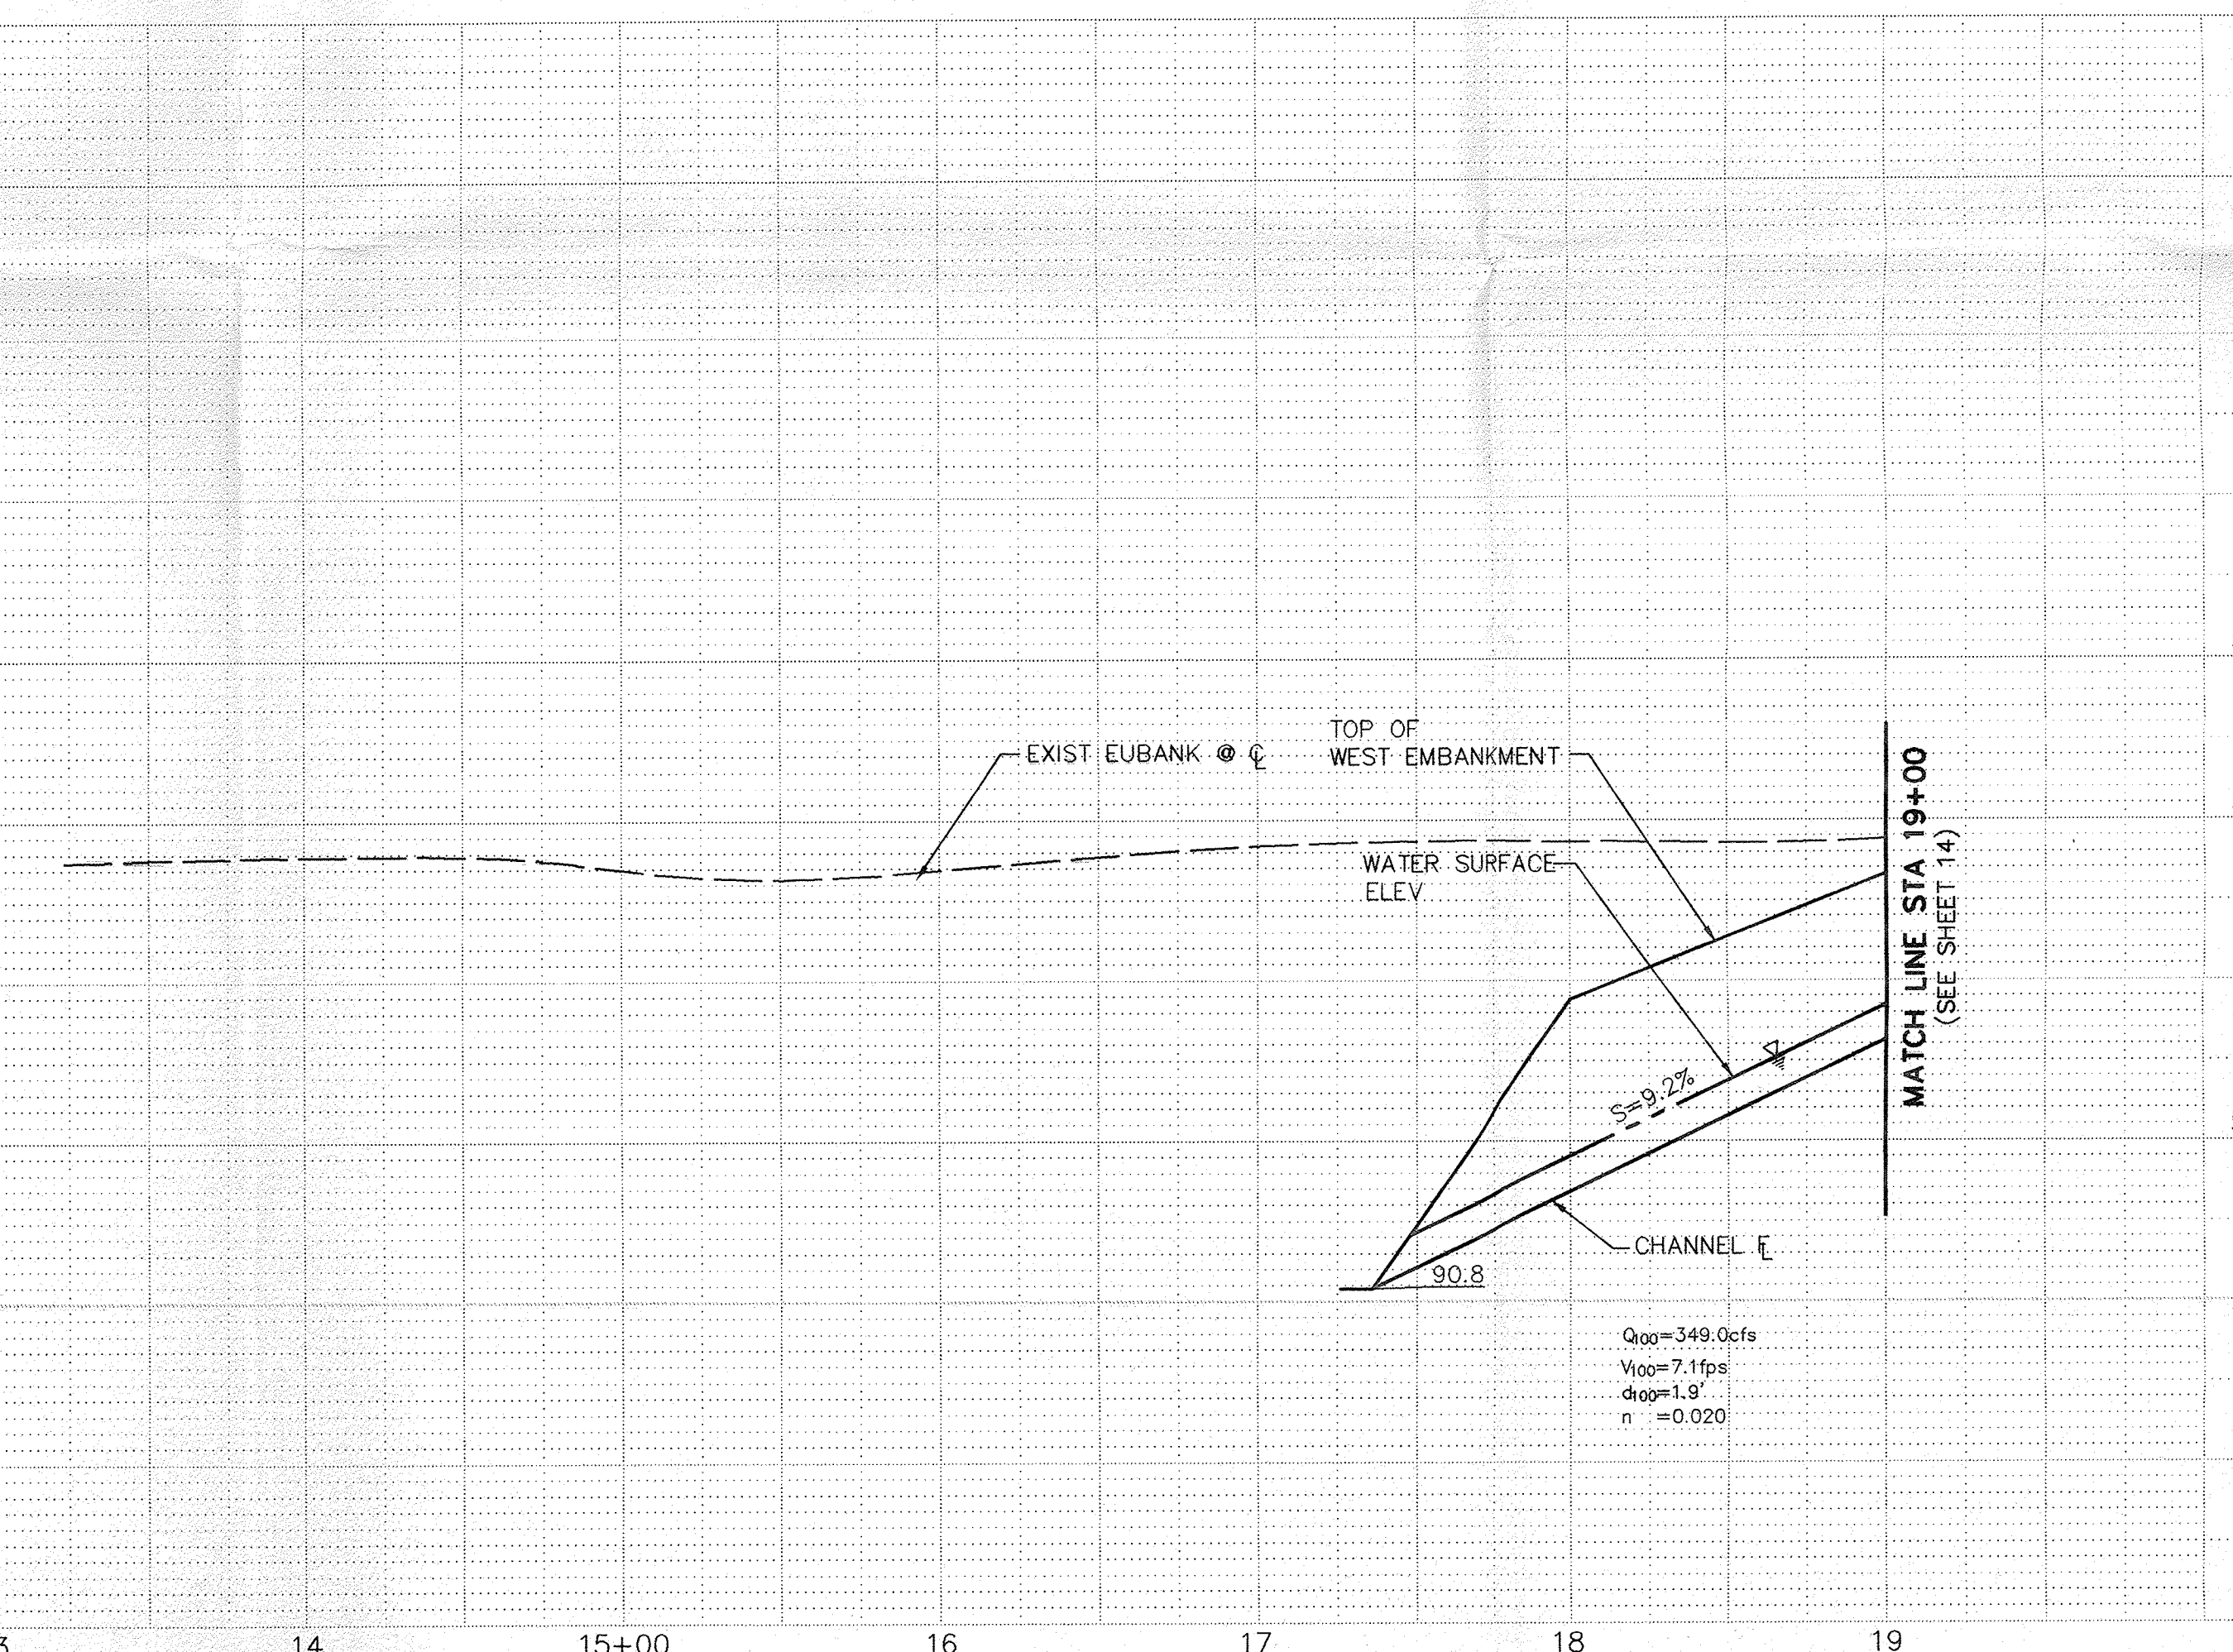 TOP OF
WEST EMBANKMENT
EXIST EUBANK @ ℄
WATER SURFACE
ELEV
MATCH LINE STA 19+00
(SEE SHEET 14)
S=9.2%
CHANNEL FL
90.8
Q100=349.0cfs
V100=7.1fps
d100=1.9'
n =0.020
14 15+00 16 17 18 19